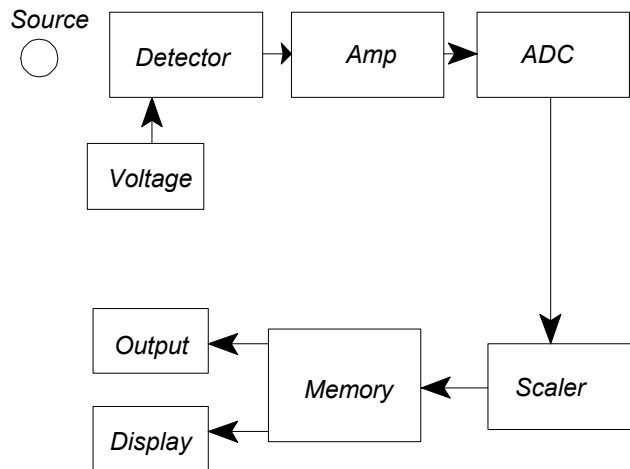 Source
Detector
Amp
ADC
Voltage
Output
Memory
Scaler
Display